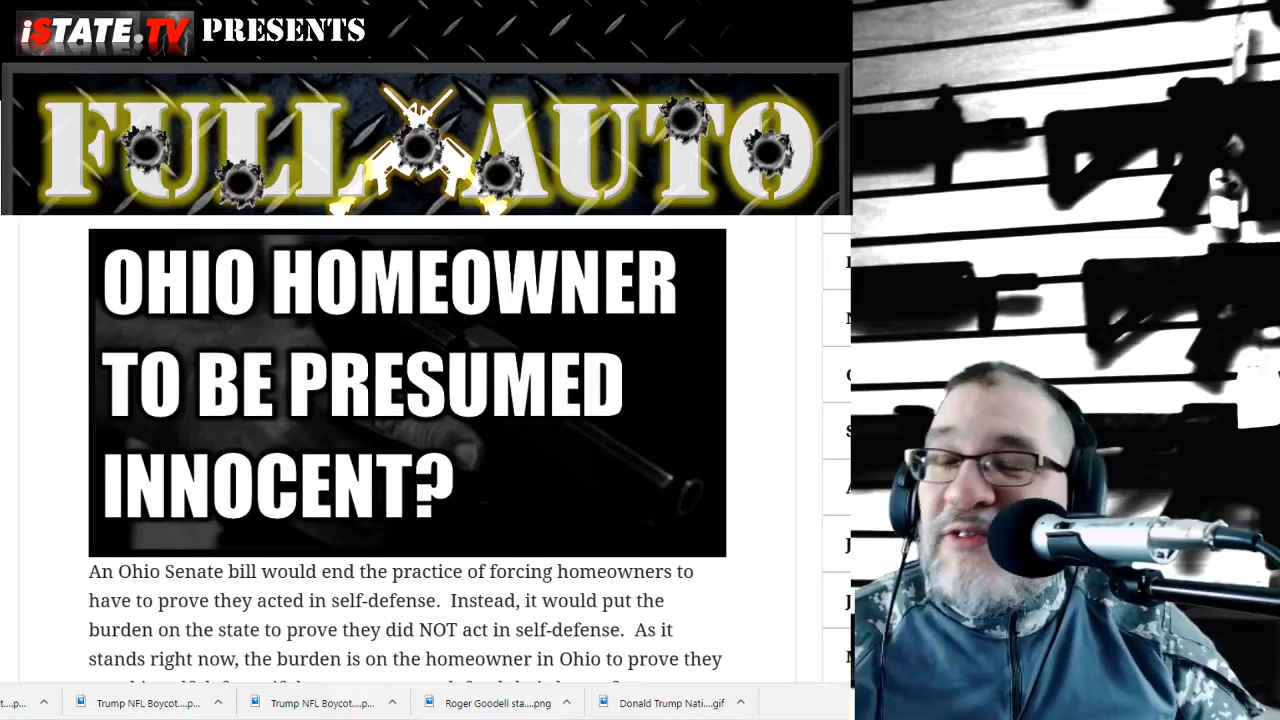 iSTATE.TV PRESENTS
FULL AUTO
OHIO HOMEOWNER
TO BE PRESUMED
INNOCENT?
An Ohio Senate bill would end the practice of forcing homeowners to
have to prove they acted in self-defense.  Instead, it would put the
burden on the state to prove they did NOT act in self-defense.  As it
stands right now, the burden is on the homeowner in Ohio to prove they
t....p...
Trump NFL Boycot....p...
Trump NFL Boycot....p...
Roger Goodell sta....png
Donald Trump Nati....gif